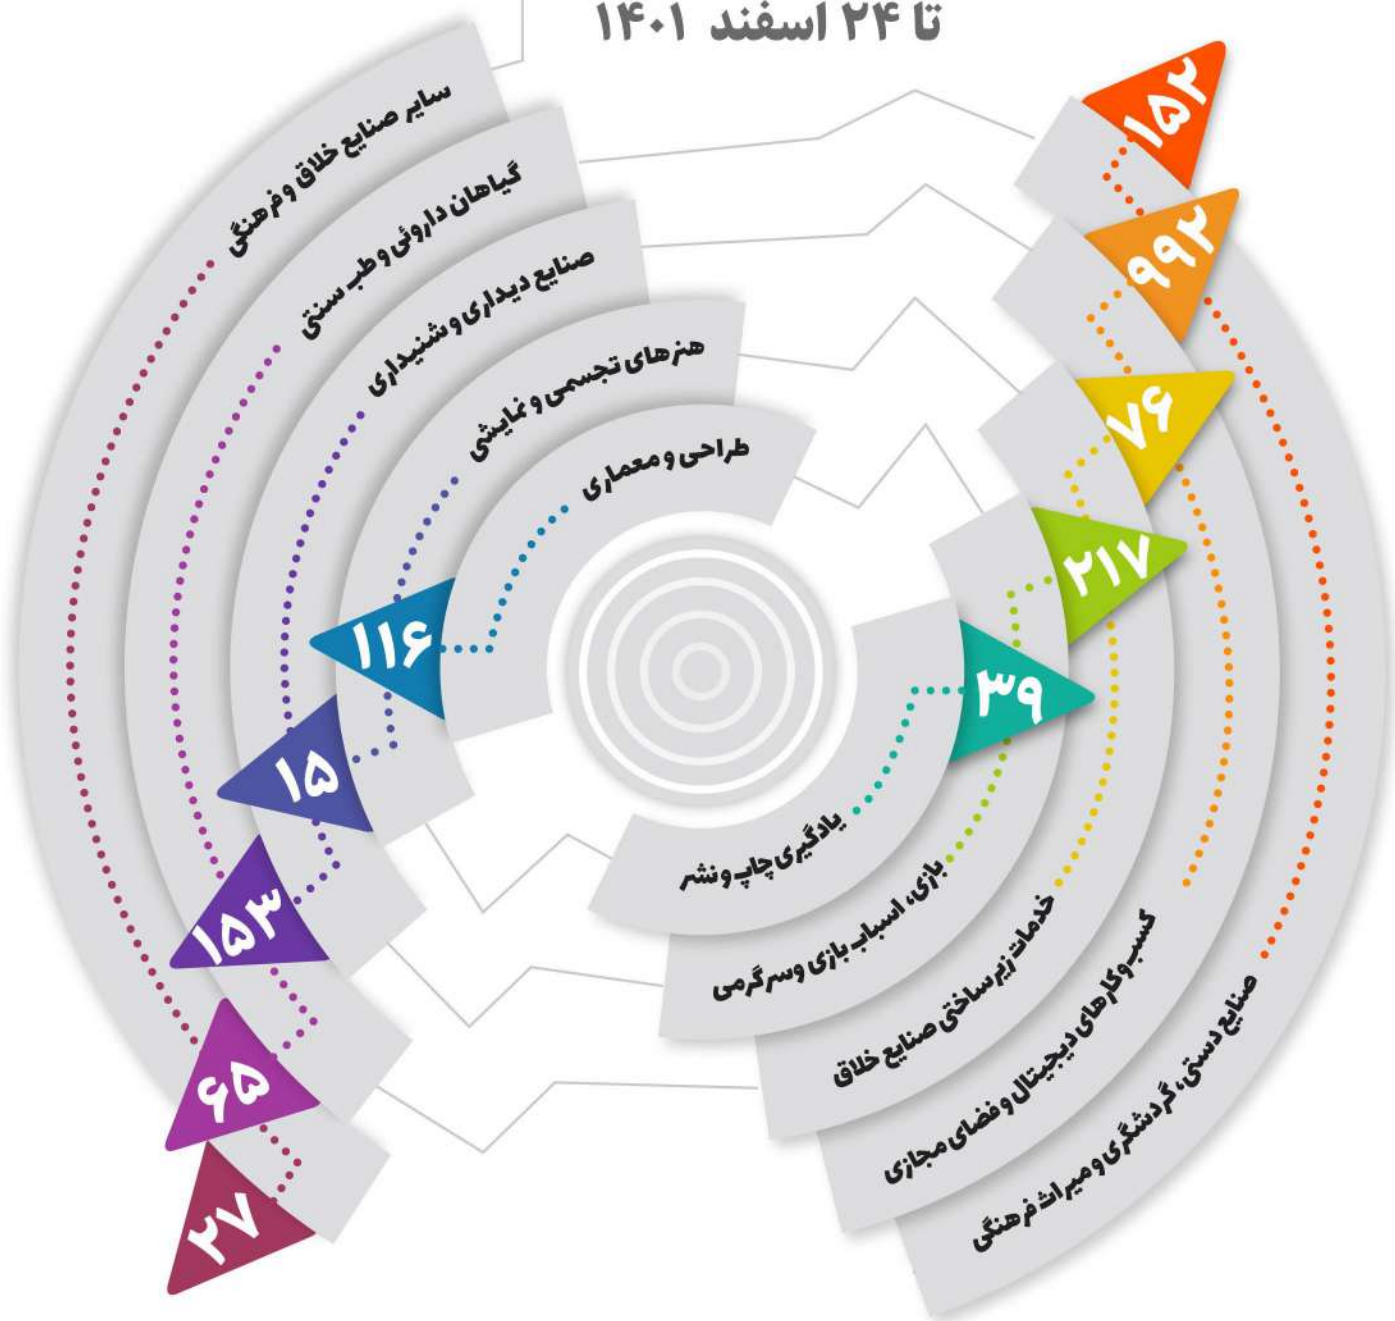 تا ۲۴ اسفند ۱۴۰۱
سایر صنایع خلاق و فرهنگی
گیاهان داروئی و طب سنتی
صنایع دیداری و شنیداری
هنرهای تجسمی و نمایشی
طراحی و معماری
۱۵۲
۹۹۲
۷۶
۲۱۷
۳۹
۱۱۶
۱۵
۱۵۳
۶۵
۲۷
یادگیری چاپ و نشر
بازی، اسباب بازی و سرگرمی
خدمات زیرساختی صنایع خلاق
کسب و کارهای دیجیتال و فضای مجازی
صنایع دستی، گردشگری و میراث فرهنگی